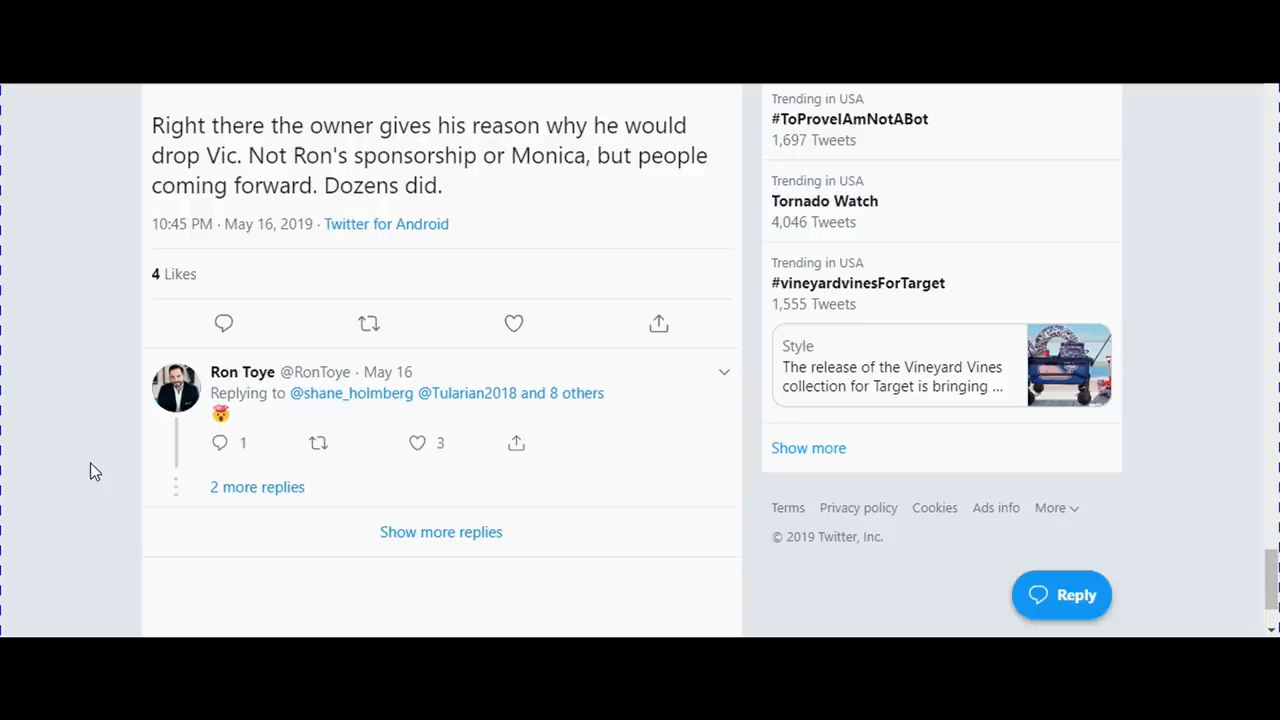 Right there the owner gives his reason why he would
drop Vic. Not Ron's sponsorship or Monica, but people
coming forward. Dozens did.
10:45 PM · May 16, 2019 · Twitter for Android
4 Likes
Ron Toye @RonToye · May 16
Replying to @shane_holmberg @Tularian2018 and 8 others
🤯
1
3
2 more replies
Show more replies
Trending in USA
#ToProveIAmNotABot
1,697 Tweets
Trending in USA
Tornado Watch
4,046 Tweets
Trending in USA
#vineyardvinesForTarget
1,555 Tweets
Style
The release of the Vineyard Vines
collection for Target is bringing ...
Show more
Terms Privacy policy Cookies Ads info More
© 2019 Twitter, Inc.
Reply